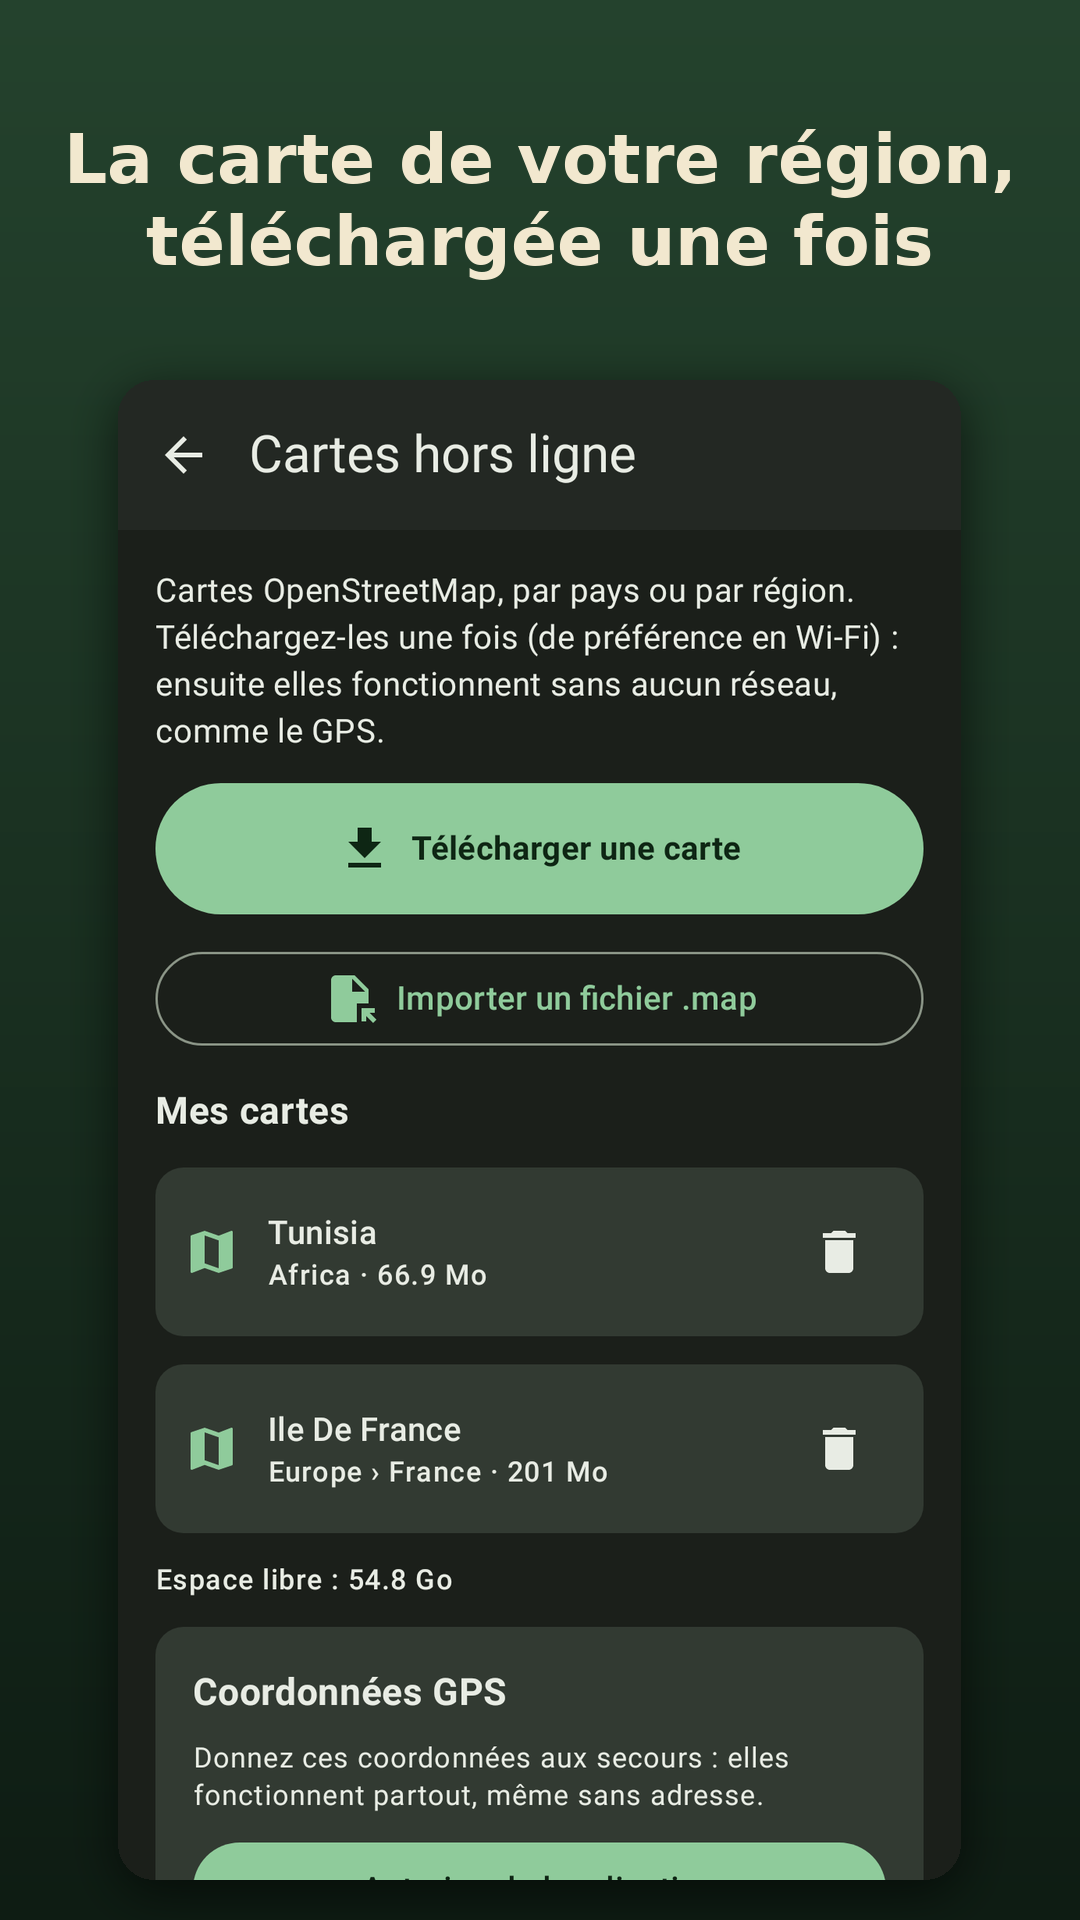 La carte de votre région,
téléchargée une fois
Cartes hors ligne
Cartes OpenStreetMap, par pays ou par région.
Téléchargez-les une fois (de préférence en Wi-Fi) :
ensuite elles fonctionnent sans aucun réseau,
comme le GPS.
Télécharger une carte
Importer un fichier .map
Mes cartes
Tunisia
Africa · 66.9 Mo
Ile De France
Europe › France · 201 Mo
Espace libre : 54.8 Go
Coordonnées GPS
Donnez ces coordonnées aux secours : elles
fonctionnent partout, même sans adresse.